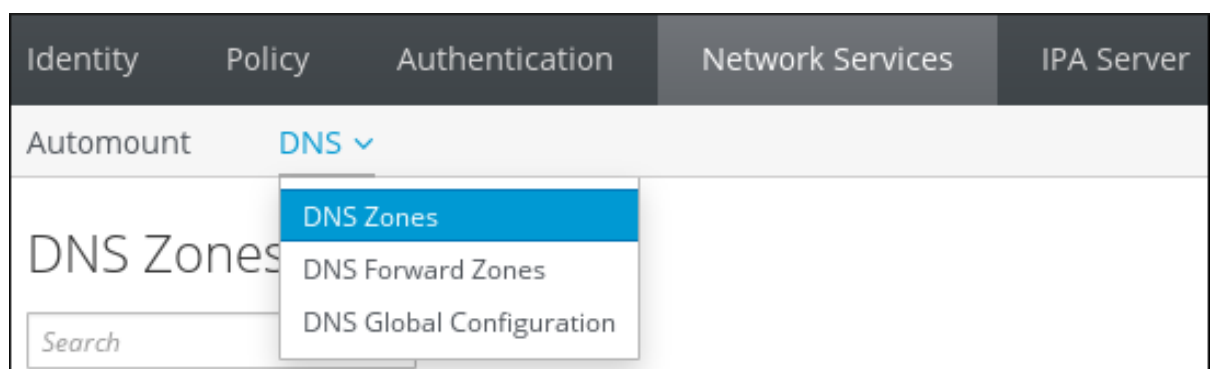 Identity Policy Authentication Network Services IPA Server
Automount DNS
DNS Zones
DNS Zones
DNS Forward Zones
DNS Global Configuration
Search